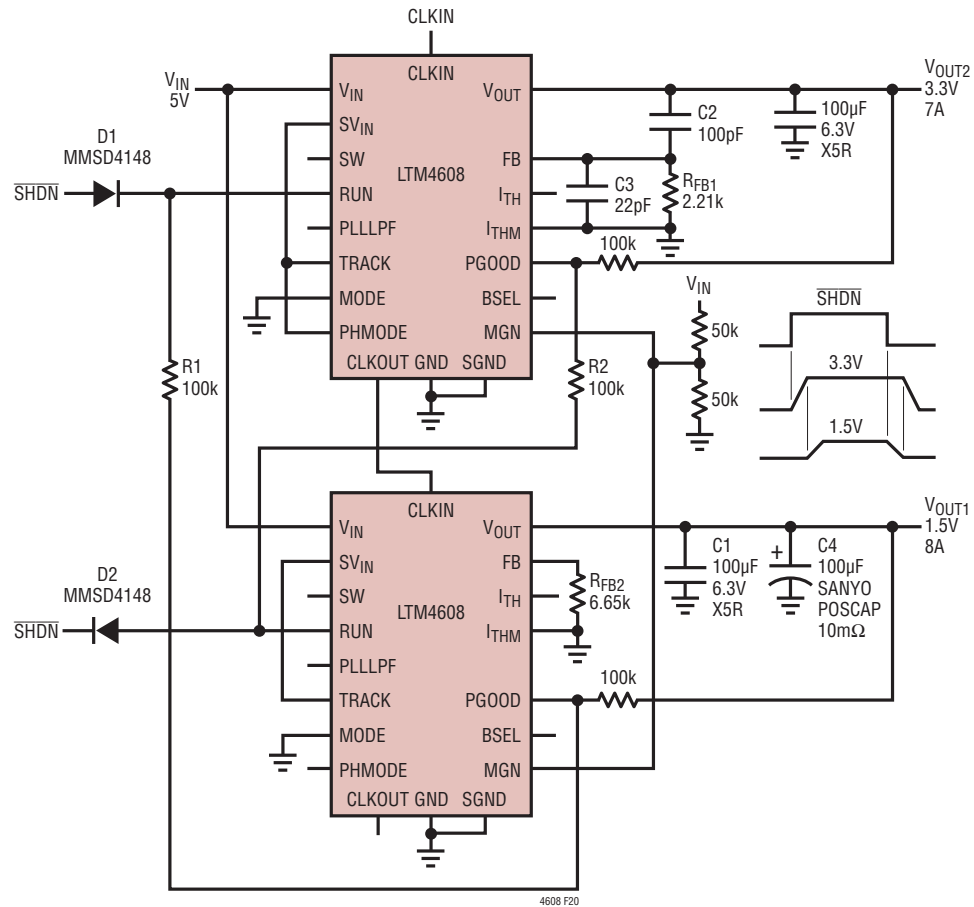 CLKIN
V_IN
5V
CLKIN
V_IN
SV_IN
SW
RUN
PLLLPF
TRACK
MODE
PHMODE
LTM4608
V_OUT
FB
I_TH
I_THM
PGOOD
BSEL
MGN
CLKOUT GND SGND
V_OUT2
3.3V
7A
C2
100pF
100µF
6.3V
X5R
C3
22pF
R_FB1
2.21k
100k
D1
MMSD4148
SHDN
R1
100k
R2
100k
V_IN
50k
50k
SHDN
3.3V
1.5V
CLKIN
V_IN
SV_IN
SW
RUN
PLLLPF
TRACK
MODE
PHMODE
LTM4608
V_OUT
FB
I_TH
I_THM
PGOOD
BSEL
MGN
CLKOUT GND SGND
V_OUT1
1.5V
8A
C1
100µF
6.3V
X5R
+
C4
100µF
SANYO
POSCAP
10mΩ
R_FB2
6.65k
100k
D2
MMSD4148
SHDN
4608 F20